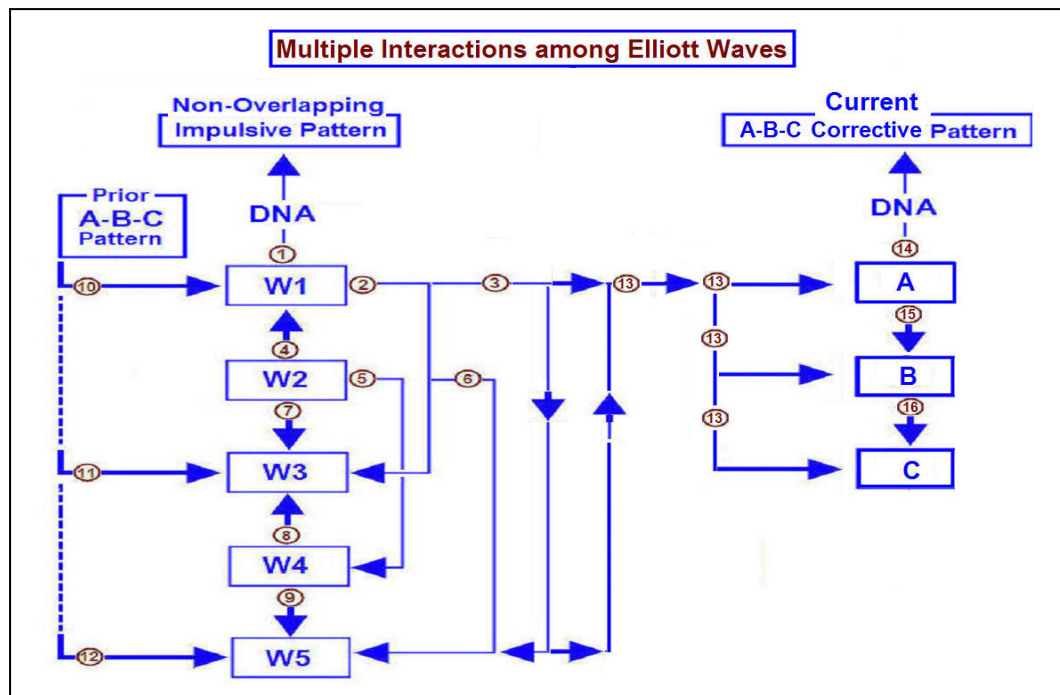 Multiple Interactions among Elliott Waves
Non-Overlapping
Impulsive Pattern
Current
A-B-C Corrective Pattern
Prior
A-B-C
Pattern
DNA
DNA
1
14
10
W1
2
3
13
13
A
15
4
13
W2
5
6
B
7
16
13
11
W3
C
8
W4
9
12
W5